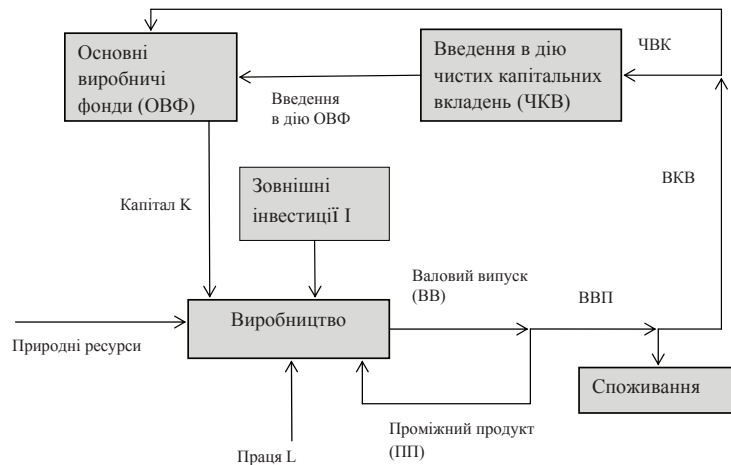 Основні
виробничі
фонди (ОВФ)
Введення в дію
чистих капітальних
вкладень (ЧКВ)
ЧВК
Введення
в дію ОВФ
ВКВ
Капітал К
Зовнішні
інвестиції І
Валовий випуск
(ВВ)
ВВП
Виробництво
Природні ресурси
Споживання
Проміжний продукт
(ПП)
Праця L